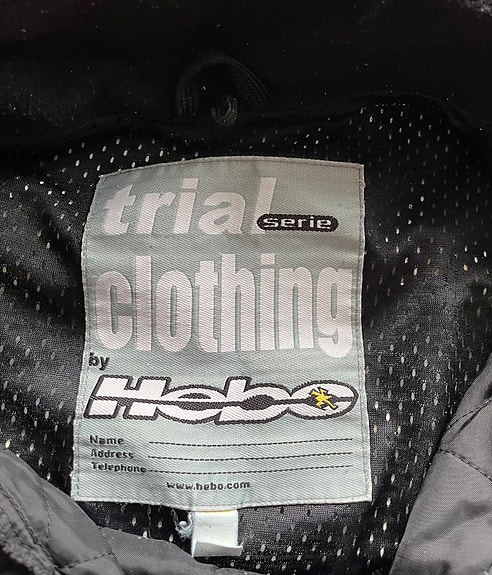 trial serie
clothing
by
Hebo
Name
Address
Telephone
www.hebo.com